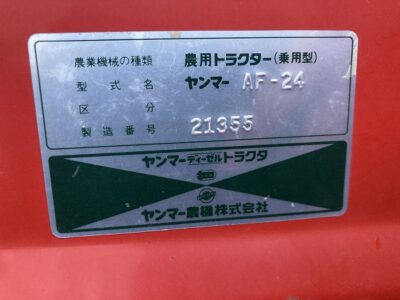 農業機械の種類 農用トラクター(乗用型)
型式名 ヤンマー AF-24
区分
製造番号 21355
ヤンマーディーゼルトラクタ
ヤンマー農機株式会社